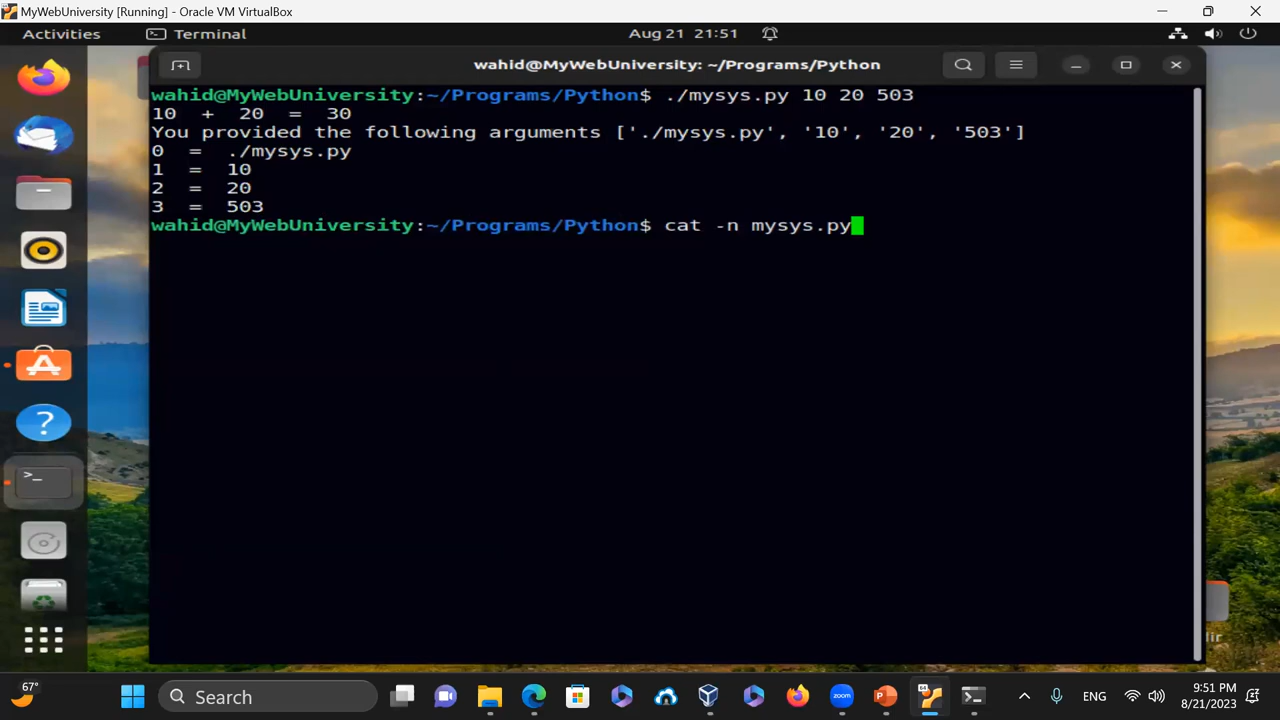 MyWebUniversity [Running] - Oracle VM VirtualBox
Activities Terminal Aug 21 21:51
wahid@MyWebUniversity: ~/Programs/Python
wahid@MyWebUniversity:~/Programs/Python$ ./mysys.py 10 20 503
10 + 20 = 30
You provided the following arguments ['./mysys.py', '10', '20', '503']
0 = ./mysys.py
1 = 10
2 = 20
3 = 503
wahid@MyWebUniversity:~/Programs/Python$ cat -n mysys.py
dir
67°
Search
zoom
ENG
9:51 PM
8/21/2023